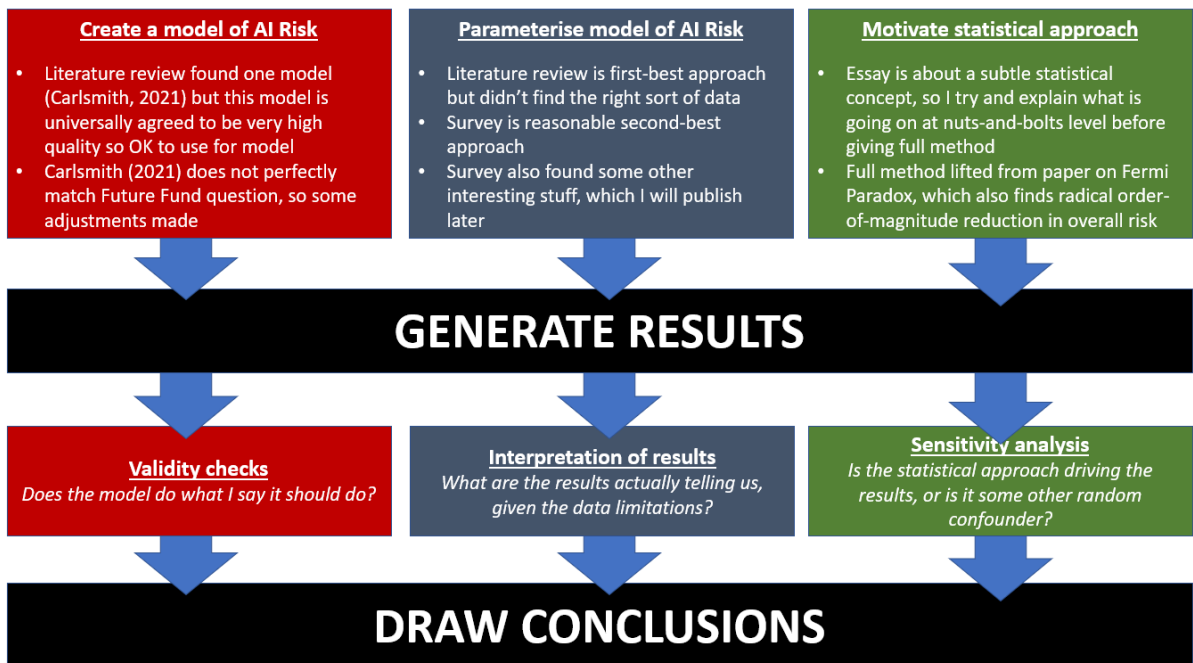 Create a model of AI Risk
• Literature review found one model
(Carlsmith, 2021) but this model is
universally agreed to be very high
quality so OK to use for model
• Carlsmith (2021) does not perfectly
match Future Fund question, so some
adjustments made
Parameterise model of AI Risk
• Literature review is first-best approach
but didn't find the right sort of data
• Survey is reasonable second-best
approach
• Survey also found some other
interesting stuff, which I will publish
later
Motivate statistical approach
• Essay is about a subtle statistical
concept, so I try and explain what is
going on at nuts-and-bolts level before
giving full method
• Full method lifted from paper on Fermi
Paradox, which also finds radical order-
of-magnitude reduction in overall risk
GENERATE RESULTS
Validity checks
Does the model do what I say it should do?
Interpretation of results
What are the results actually telling us,
given the data limitations?
Sensitivity analysis
Is the statistical approach driving the
results, or is it some other random
confounder?
DRAW CONCLUSIONS